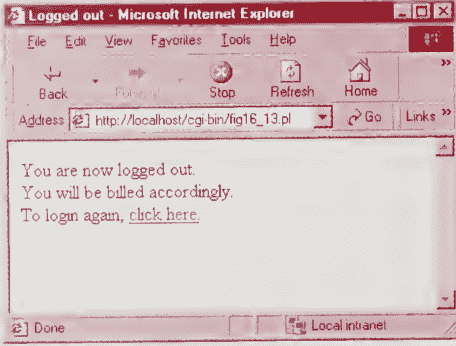 Logged out - Microsoft Internet Explorer
File Edit View Favorites Tools Help
Back Forward Stop Refresh Home »
Address http://localhost/cgi-bin/fig16_13.pl Go Links »
You are now logged out.
You will be billed accordingly.
To login again, click here.
Done Local intranet